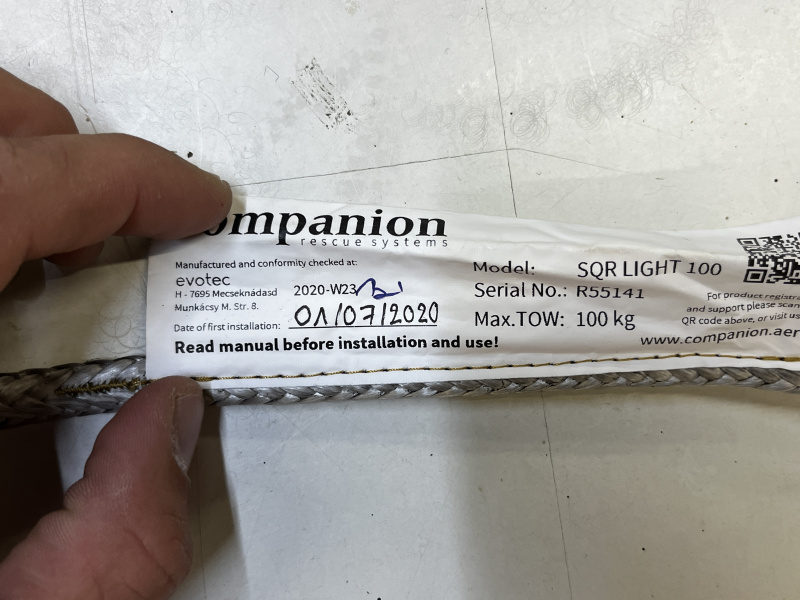 companion
rescue systems
Manufactured and conformity checked at:
evotec
H - 7695 Mecseknádasd
Munkácsy M. Str. 8.
2020-W23
Date of first installation: 01/07/2020
Read manual before installation and use!
Model: SQR LIGHT 100
Serial No.: R55141
Max.TOW: 100 kg
For product registra
and support please scan
QR code above, or visit us
www.companion.aer